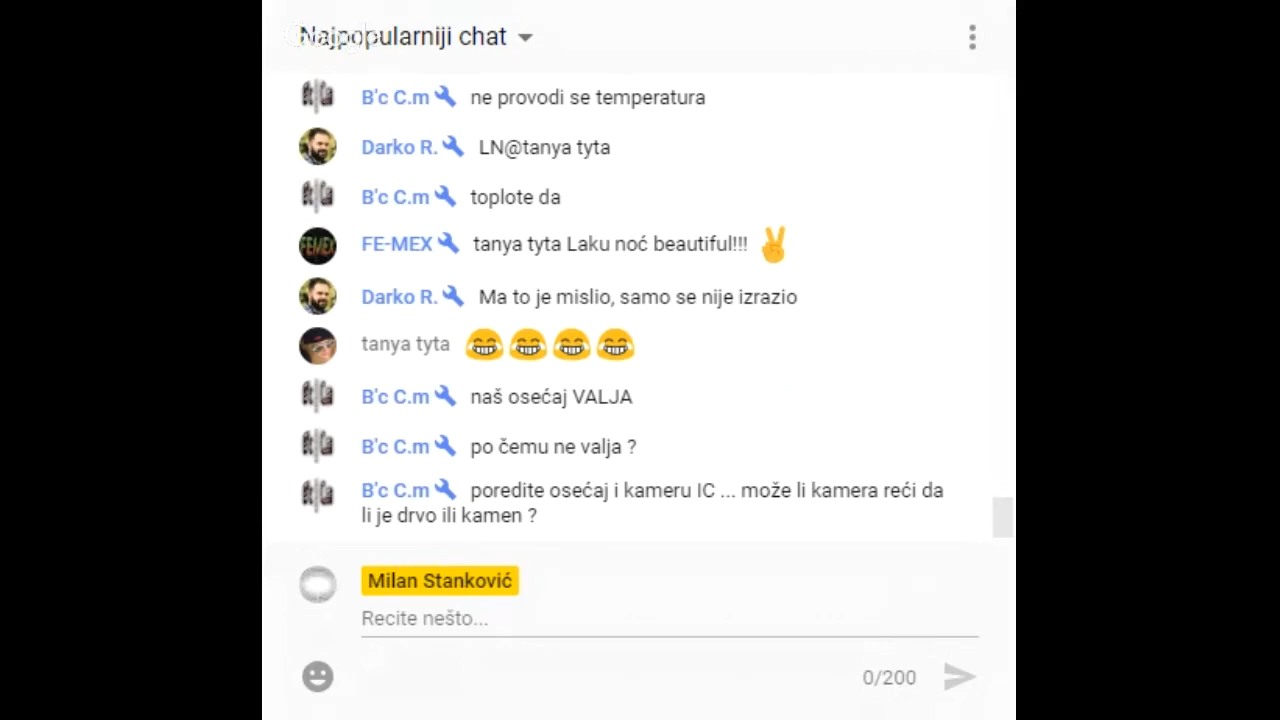 Najpopularniji chat
B'c C.m ne provodi se temperatura
Darko R. LN@tanya tyta
B'c C.m toplote da
FE-MEX tanya tyta Laku noć beautiful!!! ✌
Darko R. Ma to je mislio, samo se nije izrazio
tanya tyta 😂😂😂😂
B'c C.m naš osećaj VALJA
B'c C.m po čemu ne valja ?
B'c C.m poredite osećaj i kameru IC ... može li kamera reći da
li je drvo ili kamen ?
Milan Stanković
Recite nešto...
0/200